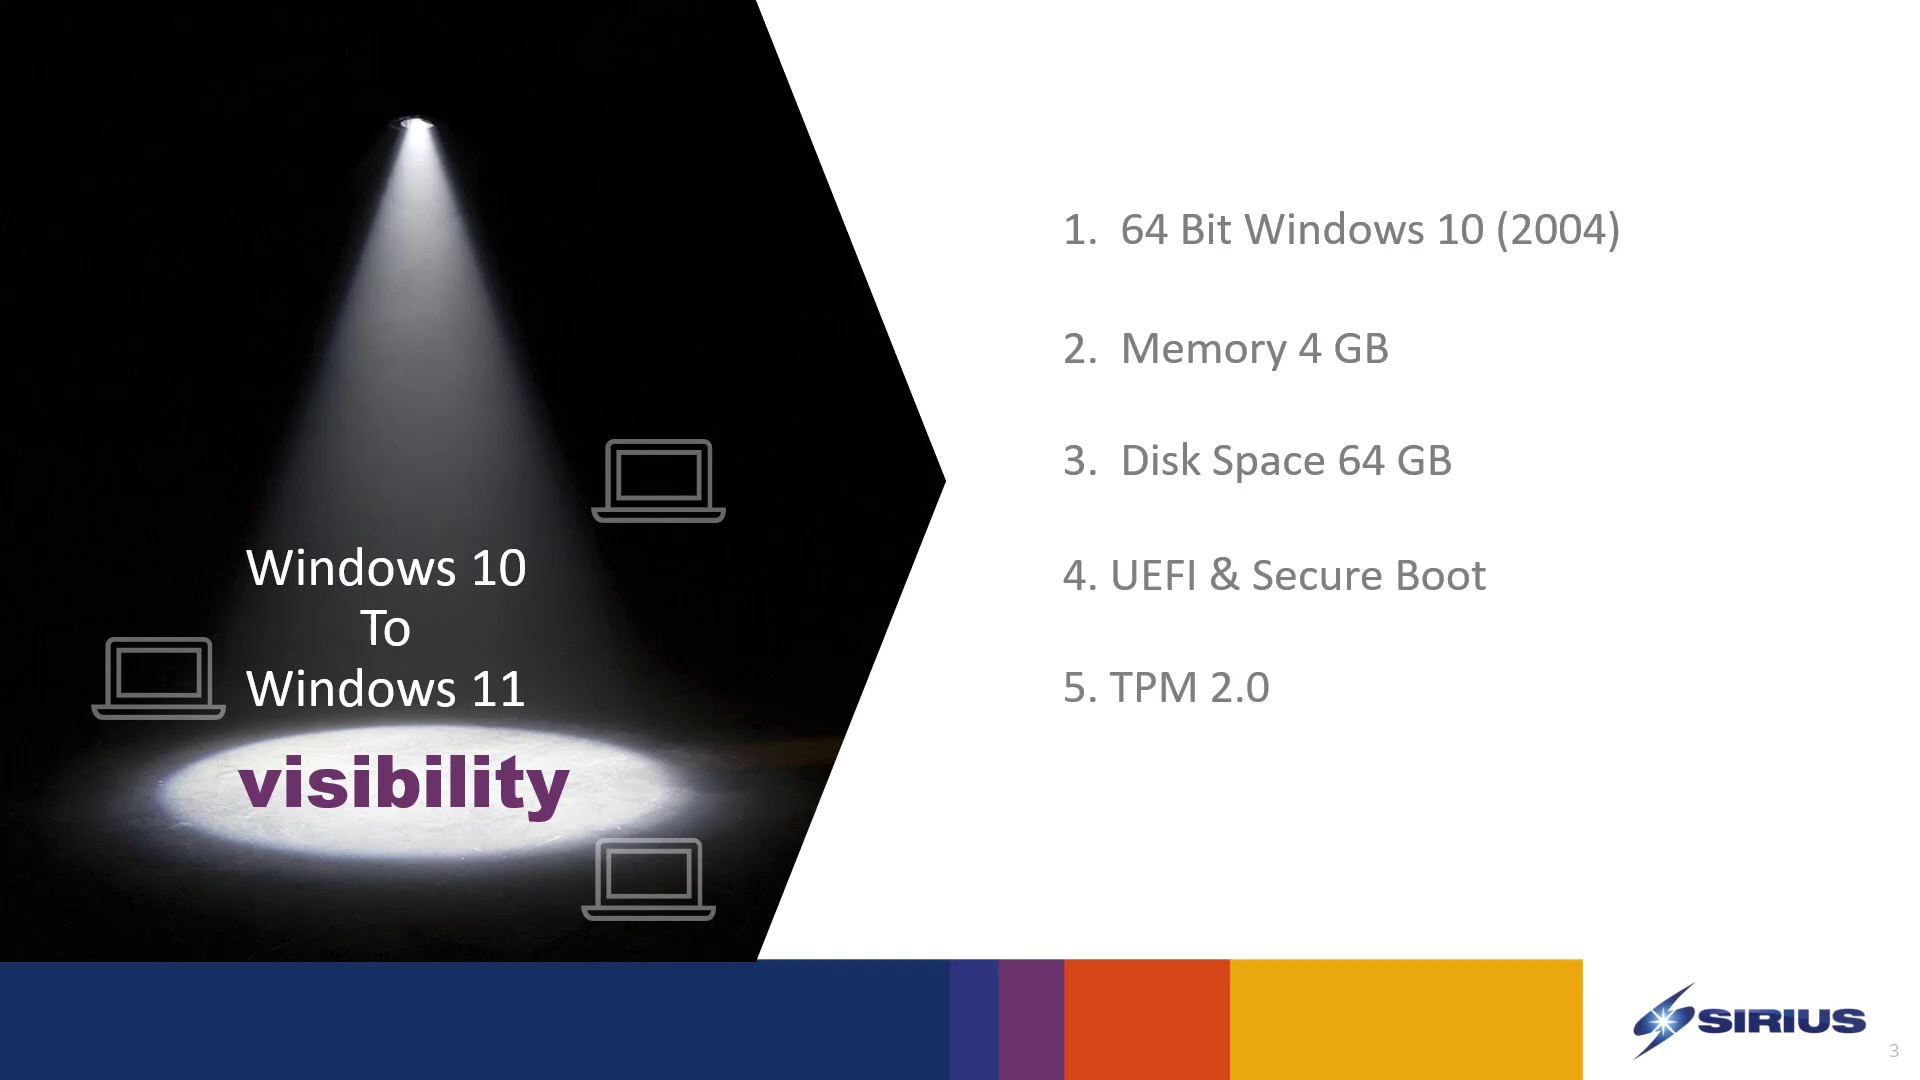 Windows 10
To
Windows 11
visibility
1. 64 Bit Windows 10 (2004)
2. Memory 4 GB
3. Disk Space 64 GB
4. UEFI & Secure Boot
5. TPM 2.0
SIRIUS
3